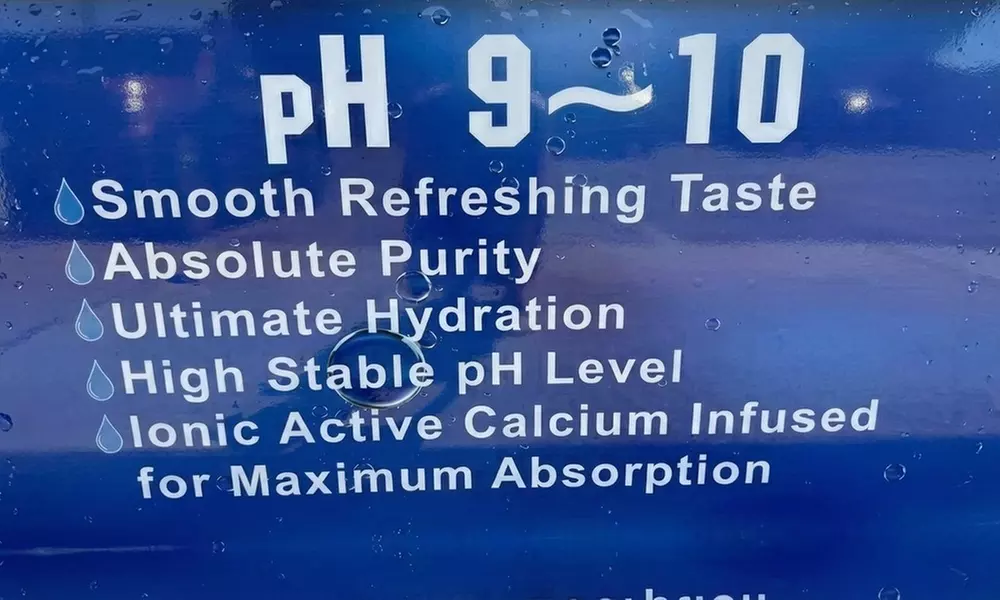 pH 9~10
Smooth Refreshing Taste
Absolute Purity
Ultimate Hydration
High Stable pH Level
Ionic Active Calcium Infused
for Maximum Absorption